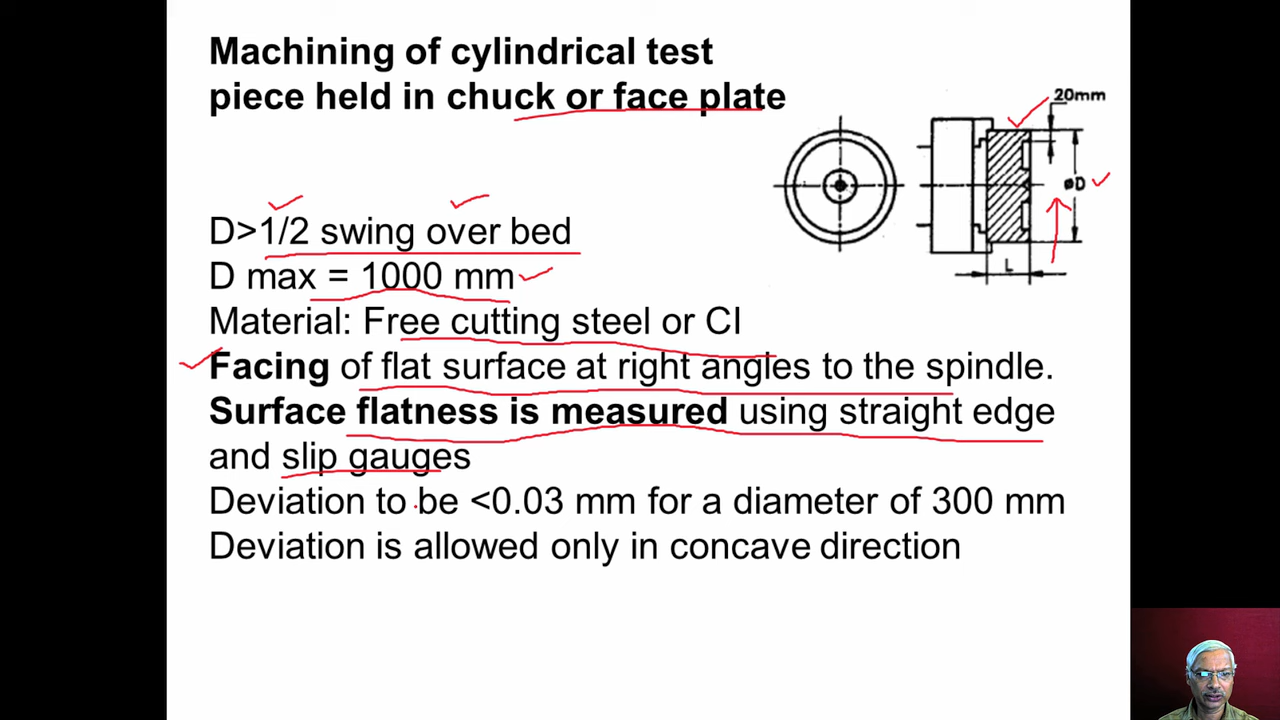 Machining of cylindrical test
piece held in chuck or face plate
20mm
øD
L
D>1/2 swing over bed
D max = 1000 mm
Material: Free cutting steel or CI
Facing of flat surface at right angles to the spindle.
Surface flatness is measured using straight edge
and slip gauges
Deviation to be <0.03 mm for a diameter of 300 mm
Deviation is allowed only in concave direction